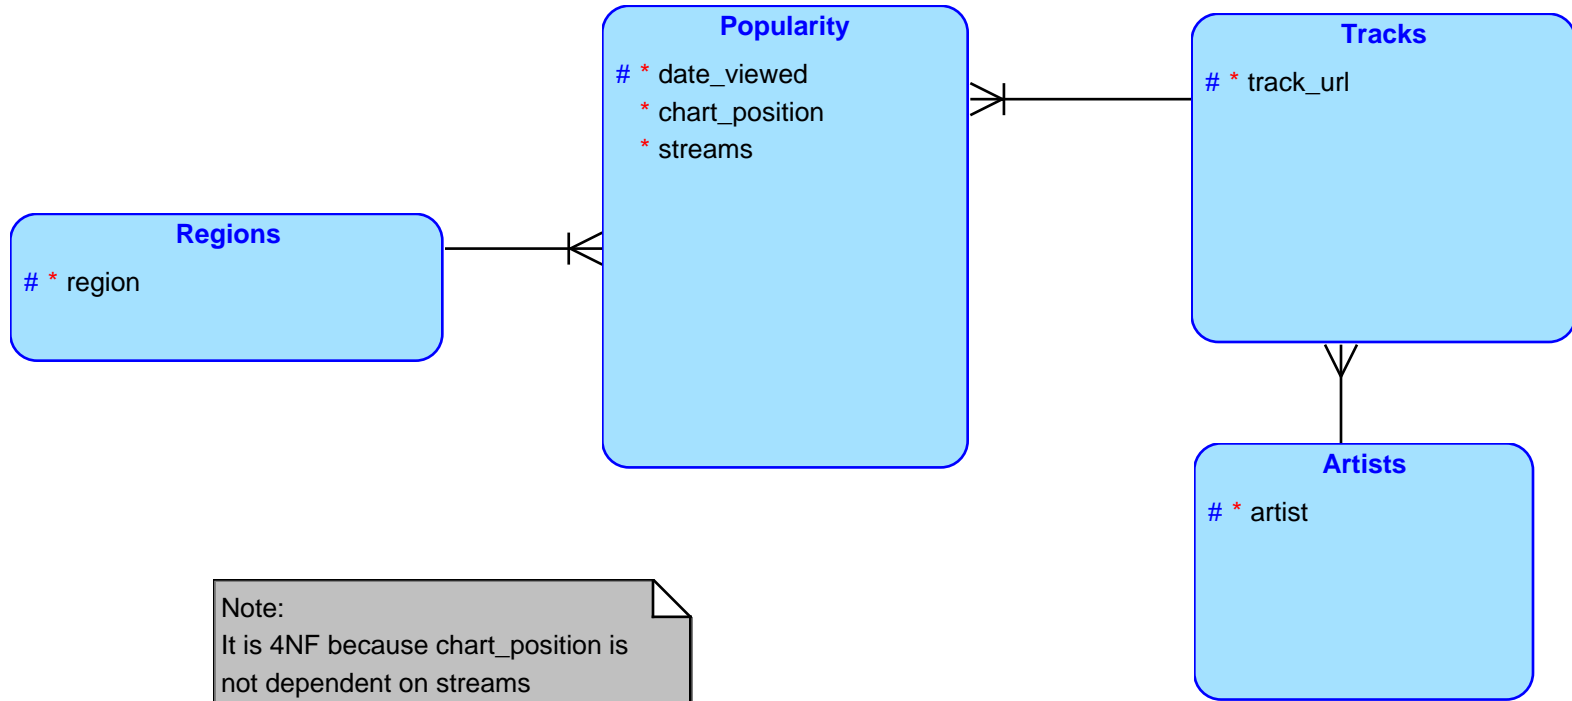 Popularity
# * date_viewed
* chart_position
* streams
Tracks
# * track_url
Regions
# * region
Artists
# * artist
Note:
It is 4NF because chart_position is
not dependent on streams